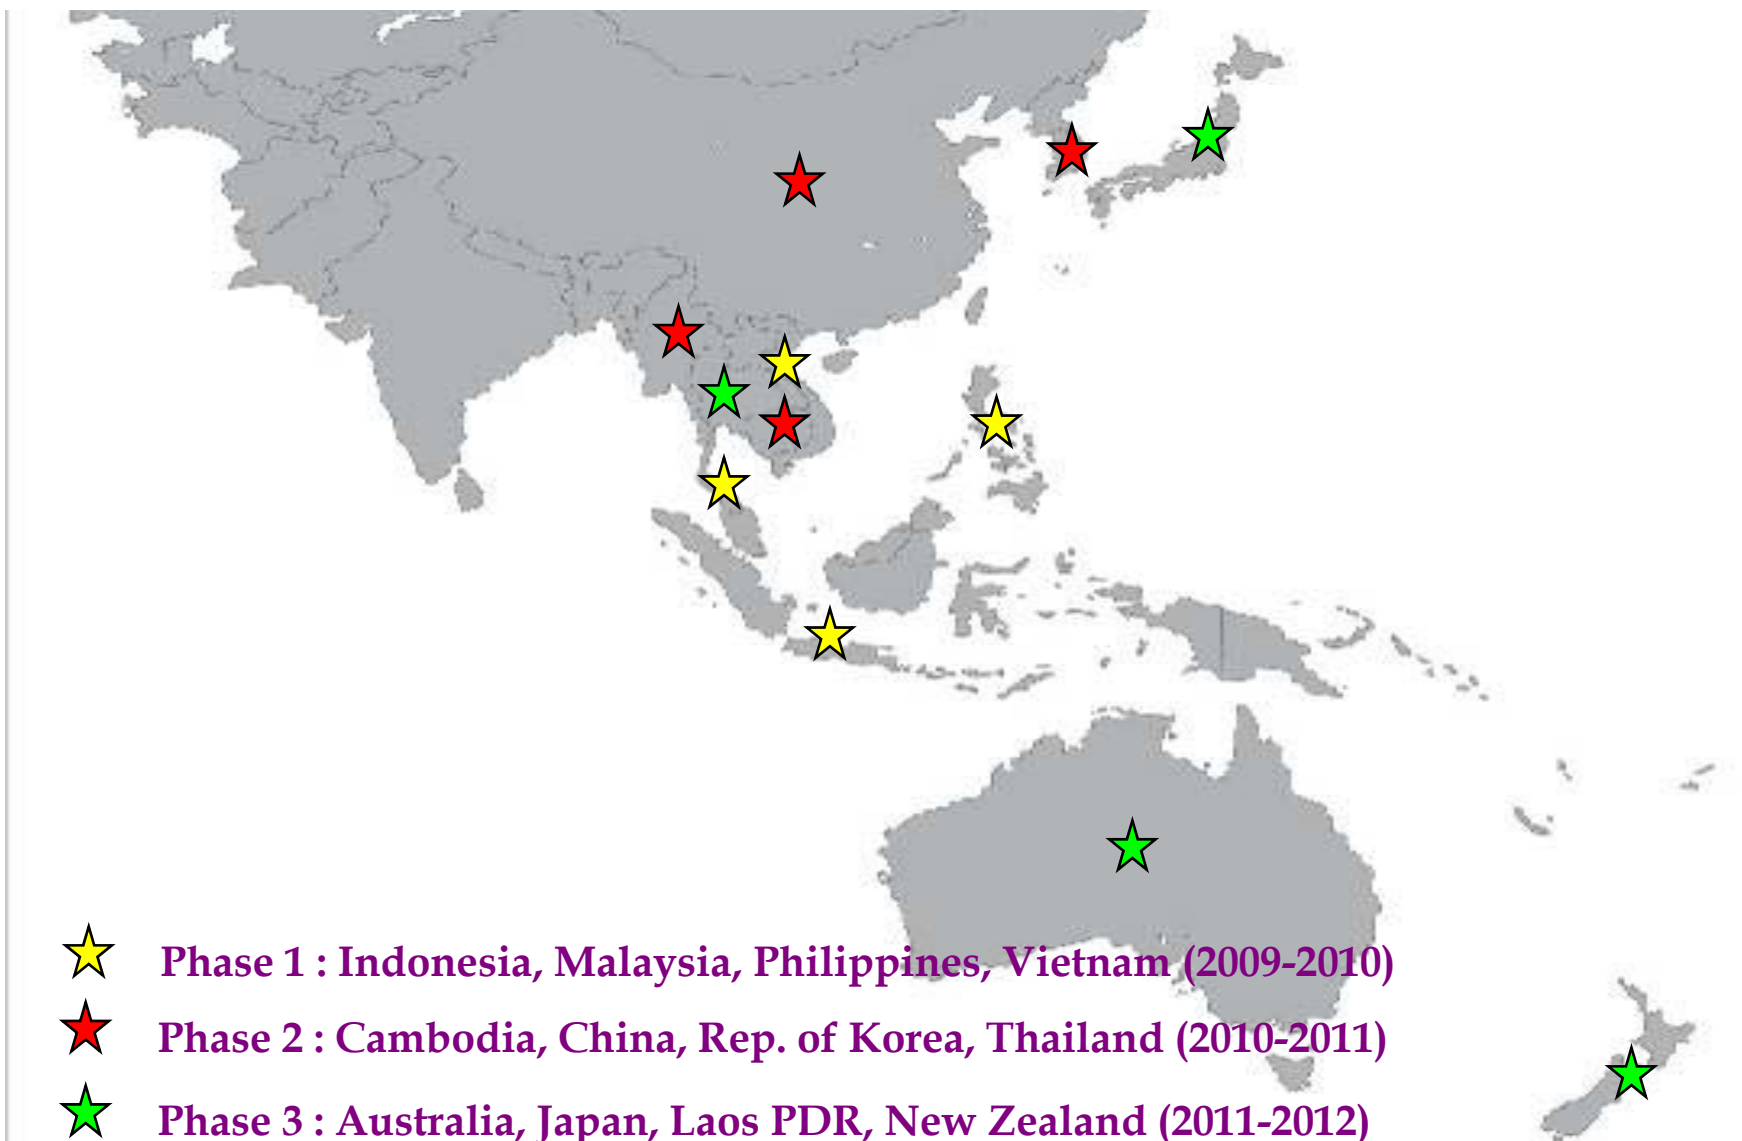 Phase 1 : Indonesia, Malaysia, Philippines, Vietnam (2009-2010)
Phase 2 : Cambodia, China, Rep. of Korea, Thailand (2010-2011)
Phase 3 : Australia, Japan, Laos PDR, New Zealand (2011-2012)